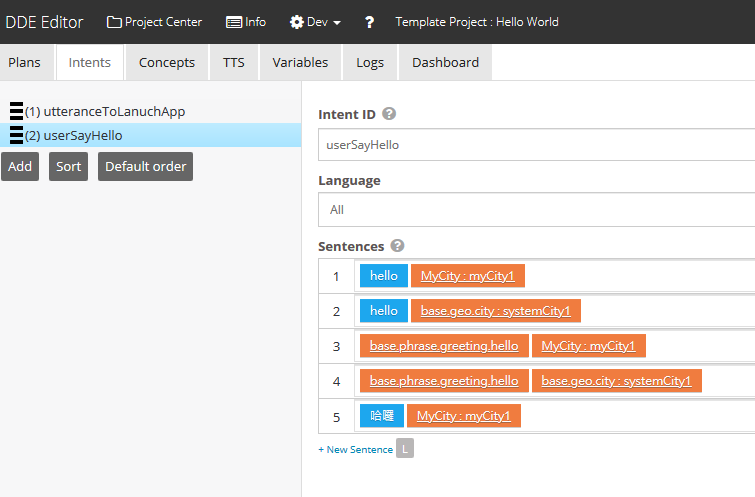 DDE Editor Project Center Info Dev ? Template Project : Hello World
Plans Intents Concepts TTS Variables Logs Dashboard
(1) utteranceToLanuchApp
(2) userSayHello
Add Sort Default order
Intent ID ?
userSayHello
Language
All
Sentences ?
1 hello MyCity : myCity1
2 hello base.geo.city : systemCity1
3 base.phrase.greeting.hello MyCity : myCity1
4 base.phrase.greeting.hello base.geo.city : systemCity1
5 哈囉 MyCity : myCity1
+ New Sentence L